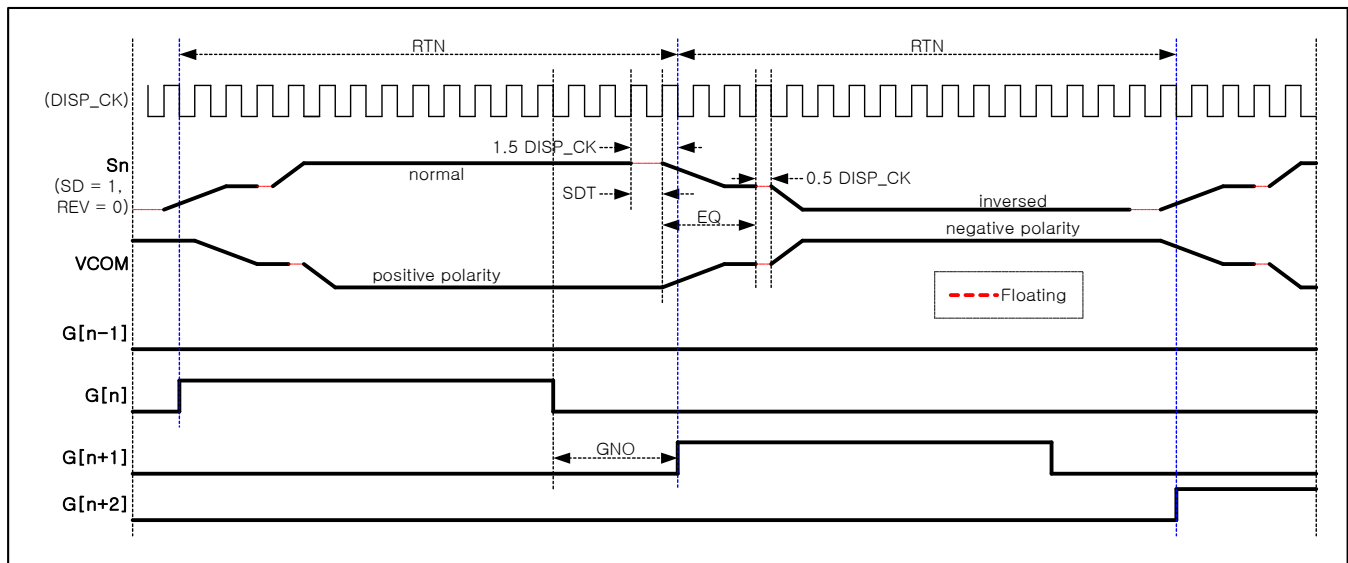 RTN RTN
(DISP_CK)
1.5 DISP_CK
Sn
(SD = 1,
REV = 0)
normal
0.5 DISP_CK
SDT
inversed
EQ
negative polarity
VCOM
positive polarity
Floating
G[n-1]
G[n]
GNO
G[n+1]
G[n+2]